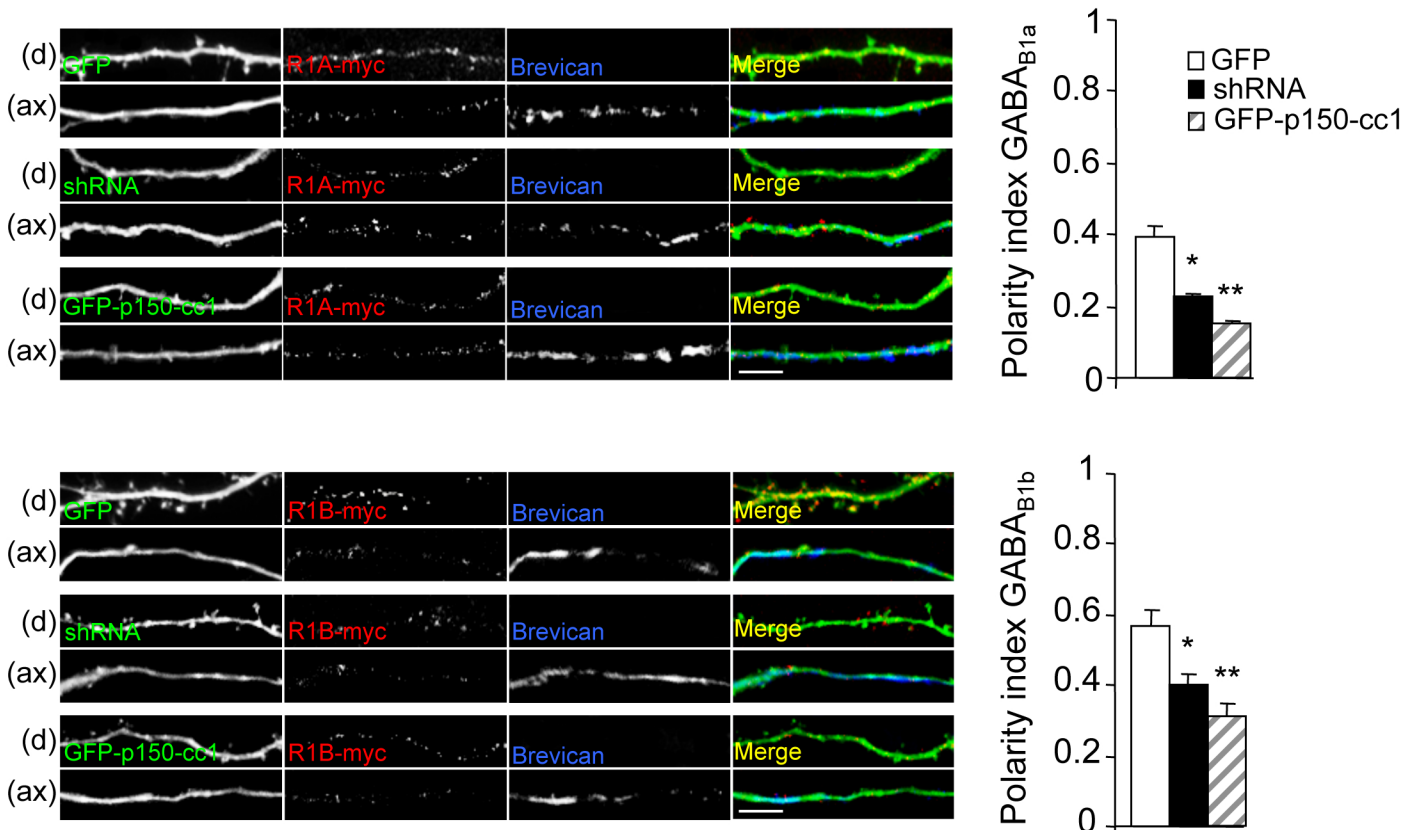 (d) GFP R1A-myc Brevican Merge
(ax)
(d) shRNA R1A-myc Brevican Merge
(ax)
(d) GFP-p150-cc1 R1A-myc Brevican Merge
(ax)
Polarity index GABAB1a
1
0.8
0.6
0.4
0.2
0
GFP
shRNA
GFP-p150-cc1
*
**
(d) GFP R1B-myc Brevican Merge
(ax)
(d) shRNA R1B-myc Brevican Merge
(ax)
(d) GFP-p150-cc1 R1B-myc Brevican Merge
(ax)
Polarity index GABAB1b
1
0.8
0.6
0.4
0.2
0
*
**